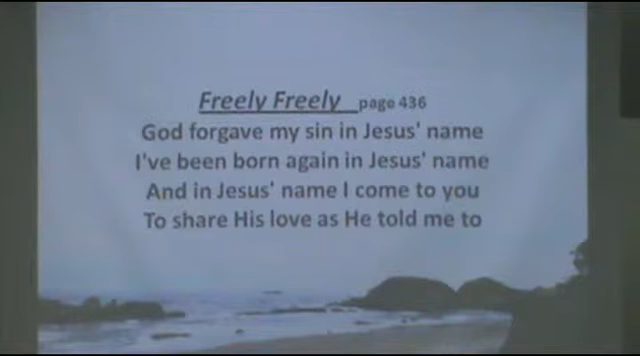 Freely Freely page 436
God forgave my sin in Jesus' name
I've been born again in Jesus' name
And in Jesus' name I come to you
To share His love as He told me to